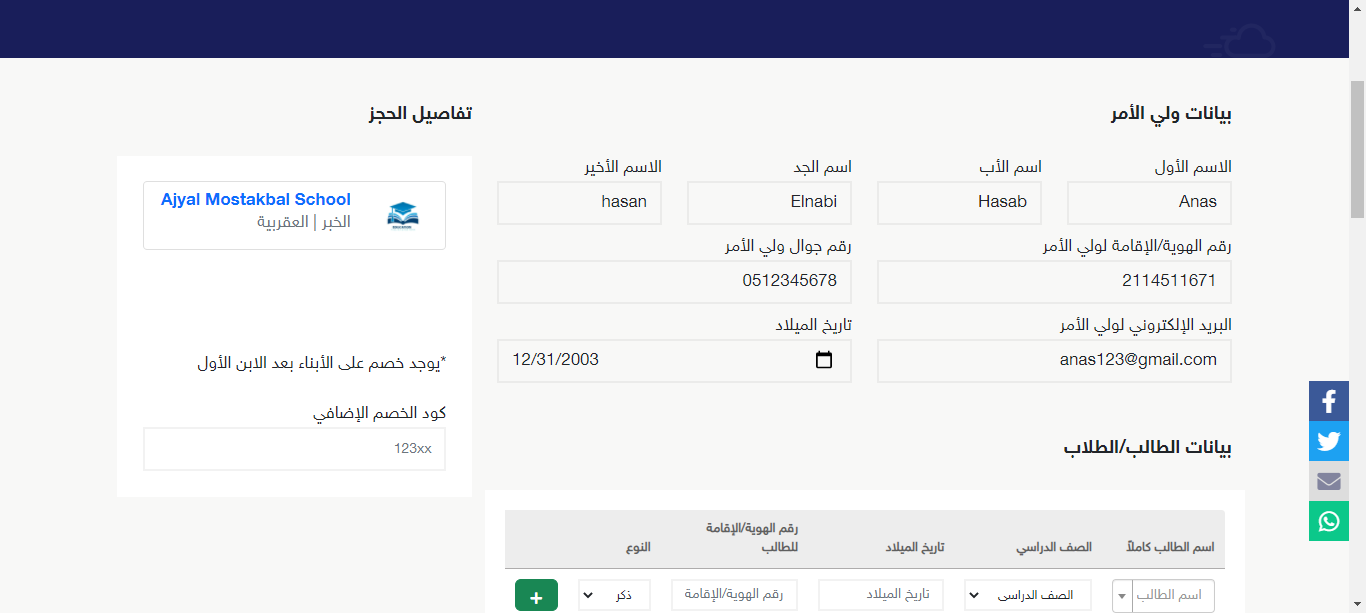 بيانات ولي الأمر
الاسم الأول
اسم الأب
اسم الجد
الاسم الأخير
Anas
Hasab
Elnabi
hasan
رقم الهوية/الإقامة لولي الأمر
رقم جوال ولي الأمر
2114511671
0512345678
البريد الإلكتروني لولي الأمر
تاريخ الميلاد
anas123@gmail.com
12/31/2003
تفاصيل الحجز
Ajyal Mostakbal School
الخبر | العقربية
*يوجد خصم على الأبناء بعد الابن الأول
كود الخصم الإضافي
123xx
بيانات الطالب/الطلاب
اسم الطالب كاملاً
الصف الدراسي
تاريخ الميلاد
رقم الهوية/الإقامة
للطالب
النوع
اسم الطالب
الصف الدراسى
تاريخ الميلاد
رقم الهوية/الإقامة
ذكر
+